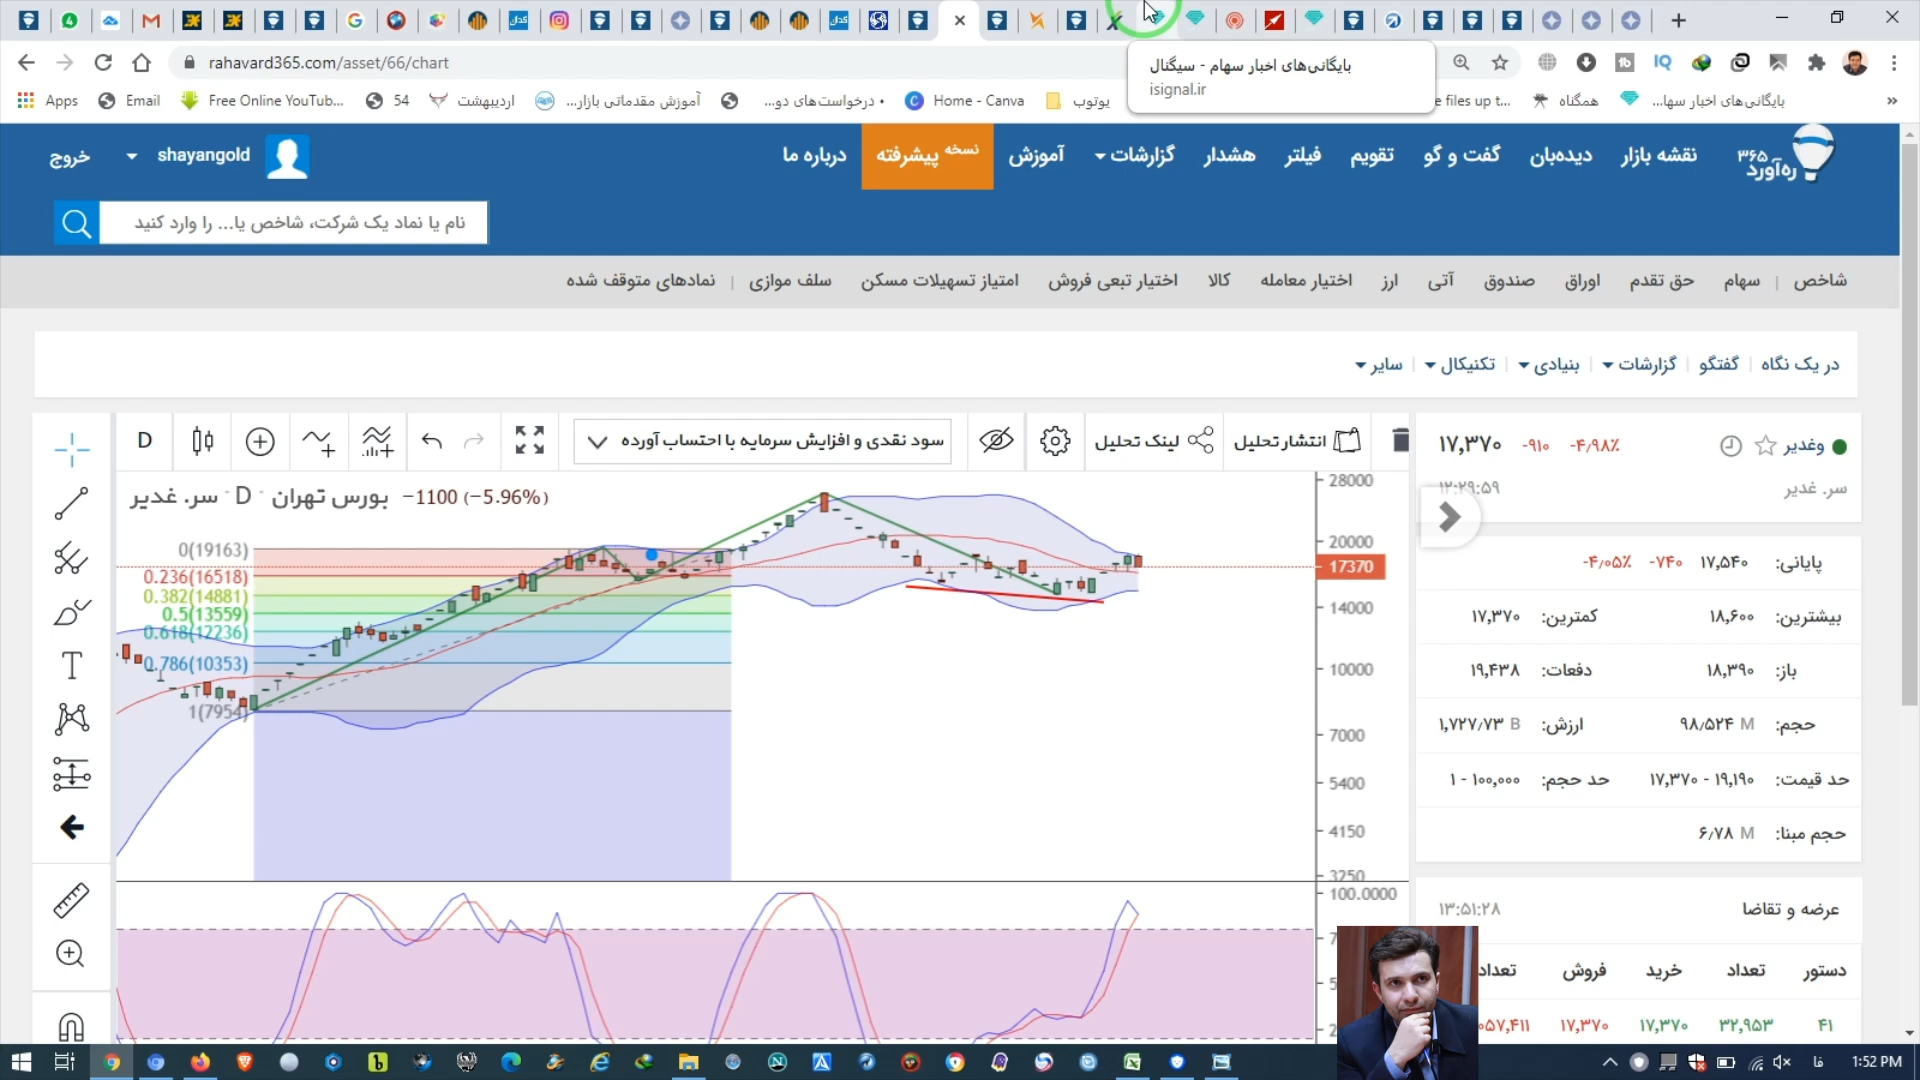 rahavard365.com/asset/66/chart
بایگانی‌های اخبار سهام - سیگنال
isignal.ir
Apps
Email
Free Online YouTub...
54
اردیبهشت
آموزش مقدماتی بازار...
درخواست‌های دو...
Home - Canva
یوتوب
e files up t...
همگناه
بایگانی‌های اخبار سها...
ره‌آورد ۳۶۵
نقشه بازار
دیده‌بان
گفت و گو
تقویم
فیلتر
هشدار
گزارشات
آموزش
نسخه پیشرفته
درباره ما
shayangold
خروج
نام یا نماد یک شرکت، شاخص یا... را وارد کنید
شاخص | سهام
حق تقدم
اوراق
صندوق
آتی
ارز
اختیار معامله
کالا
اختیار تبعی فروش
امتیاز تسهیلات مسکن
سلف موازی | نمادهای متوقف شده
در یک نگاه | گفتگو | گزارشات | بنیادی | تکنیکال | سایر
D
سود نقدی و افزایش سرمایه با احتساب آورده
لینک تحلیل
انتشار تحلیل
سر. غدیر - D - بورس تهران −1100 (−5.96%)
0(19163)
0.236(16518)
0.382(14881)
0.5(13559)
0.618(12236)
0.786(10353)
1(7954)
28000
20000
17370
14000
10000
7000
5400
4150
3250
100.0000
وغدیر
۱۷,۳۷۰ -۹۱۰ -۴٫۹۸٪
سر. غدیر
۱۲:۲۹:۵۹
پایانی: ۱۷,۵۴۰ -۷۴۰ -۴٫۰۵٪
بیشترین: ۱۸,۶۰۰ کمترین: ۱۷,۳۷۰
باز: ۱۸,۳۹۰ دفعات: ۱۹,۴۳۸
حجم: ۹۸٫۵۲۴ M ارزش: ۱,۷۲۷٫۷۳ B
حد قیمت: ۱۷,۳۷۰ - ۱۹,۱۹۰ حد حجم: ۱ - ۱۰۰,۰۰۰
حجم مبنا: ۶٫۷۸ M
عرضه و تقاضا ۱۳:۵۱:۲۸
دستور تعداد خرید فروش تعداد
۴۱ ۳۲,۹۵۳ ۱۷,۳۷۰ ۱۷,۳۷۰ ۰۵۷,۴۱۱
فا
1:52 PM